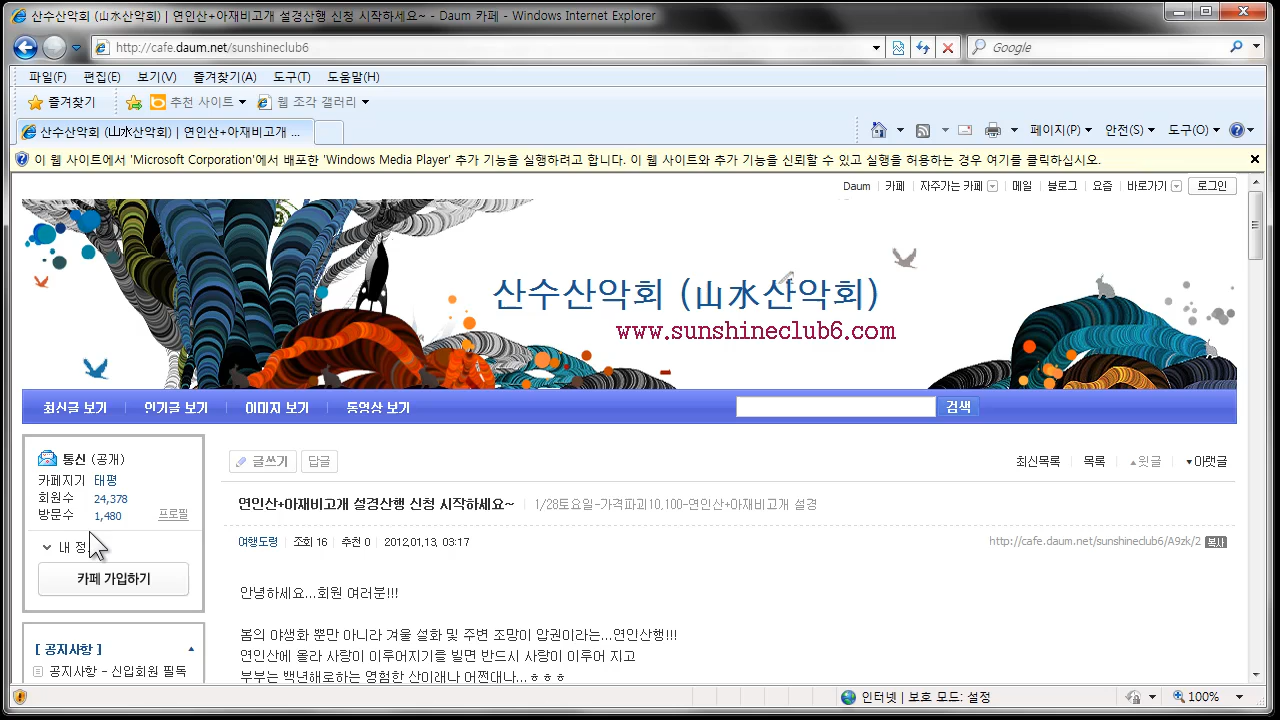 산수산악회 (山水산악회) | 연인산+아재비고개 설경산행 신청 시작하세요~ - Daum 카페 - Windows Internet Explorer
http://cafe.daum.net/sunshineclub6
Google
파일(F) 편집(E) 보기(V) 즐겨찾기(A) 도구(T) 도움말(H)
즐겨찾기 추천 사이트 웹 조각 갤러리
산수산악회 (山水산악회) | 연인산+아재비고개 ...
페이지(P) 안전(S) 도구(O)
이 웹 사이트에서 'Microsoft Corporation'에서 배포한 'Windows Media Player' 추가 기능을 실행하려고 합니다. 이 웹 사이트와 추가 기능을 신뢰할 수 있고 실행을 허용하는 경우 여기를 클릭하십시오.
Daum 카페 자주가는 카페 메일 블로그 요즘 바로가기 로그인
산수산악회 (山水산악회)
www.sunshineclub6.com
최신글 보기 인기글 보기 이미지 보기 동영상 보기 검색
통신 (공개)
카페지기 태평
회원수 24,378
방문수 1,480 프로필
내 정
카페 가입하기
[ 공지사항 ]
공지사항 - 신입회원 필독
글쓰기 답글 최신목록 목록 윗글 아랫글
연인산+아재비고개 설경산행 신청 시작하세요~ 1/28토요일-가격파괴10,100-연인산+아재비고개 설경
여행도령 조회 16 추천 0 2012.01.13. 03:17 http://cafe.daum.net/sunshineclub6/A9zk/2 복사
안녕하세요...회원 여러분!!!
봄의 야생화 뿐만 아니라 겨울 설화 및 주변 조망이 압권이라는...연인산행!!!
연인산에 올라 사랑이 이루어지기를 빌면 반드시 사랑이 이루어 지고
부부는 백년해로하는 영험한 산이래나 어쩐대나...ㅎㅎㅎ
인터넷 | 보호 모드: 설정 100%